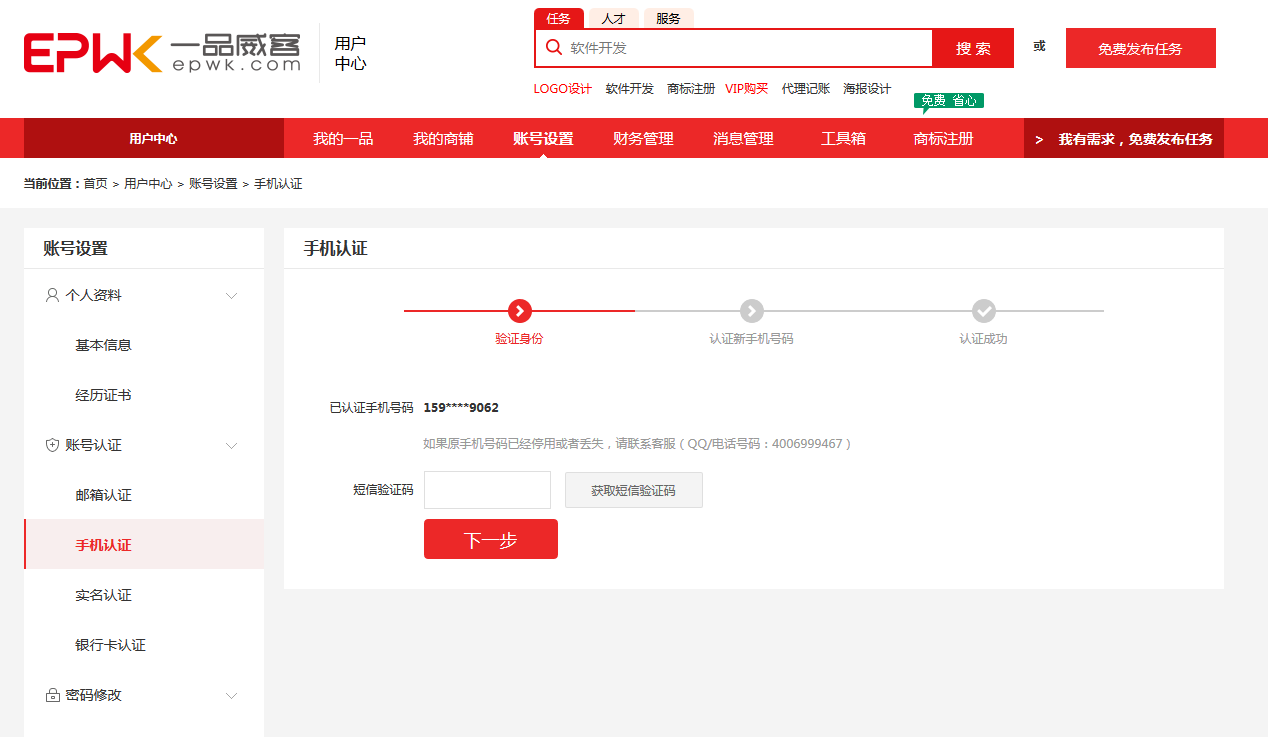 任务 人才 服务
EPWK 一品威客 epwk.com
用户中心
软件开发 搜 索 或 免费发布任务
LOGO设计 软件开发 商标注册 VIP购买 代理记账 海报设计
免费 省心
用户中心 我的一品 我的商铺 账号设置 财务管理 消息管理 工具箱 商标注册 > 我有需求，免费发布任务
当前位置：首页 > 用户中心 > 账号设置 > 手机认证
账号设置
个人资料
基本信息
经历证书
账号认证
邮箱认证
手机认证
实名认证
银行卡认证
密码修改
手机认证
验证身份 认证新手机号码 认证成功
已认证手机号码 159****9062
如果原手机号码已经停用或者丢失，请联系客服（QQ/电话号码：4006999467）
短信验证码 获取短信验证码
下一步